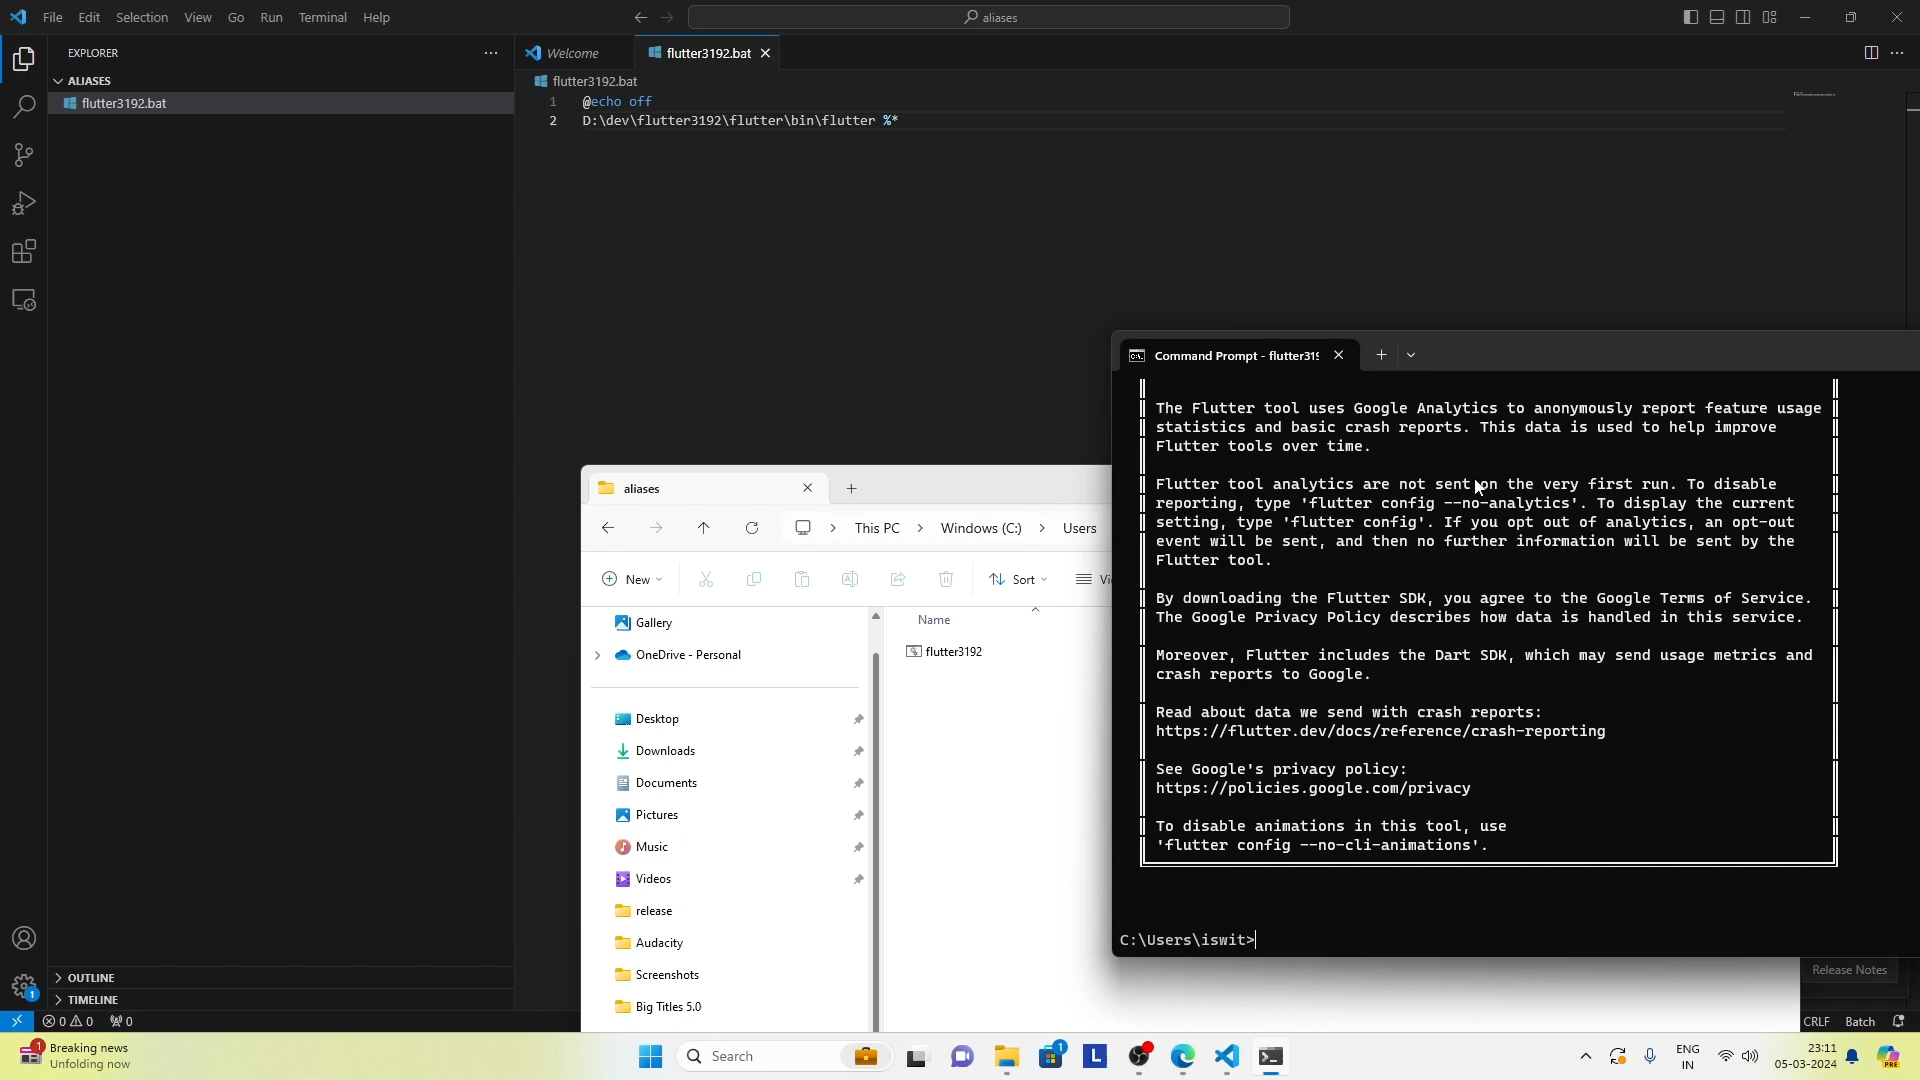 File Edit Selection View Go Run Terminal Help
aliases
EXPLORER
ALIASES
flutter3192.bat
OUTLINE
TIMELINE
Welcome
flutter3192.bat
flutter3192.bat
1 @echo off
2 D:\dev\flutter3192\flutter\bin\flutter %*
aliases
This PC > Windows (C:) > Users
New
Sort
Gallery
OneDrive - Personal
Desktop
Downloads
Documents
Pictures
Music
Videos
release
Audacity
Screenshots
Big Titles 5.0
Name
flutter3192
Command Prompt - flutter319
The Flutter tool uses Google Analytics to anonymously report feature usage
statistics and basic crash reports. This data is used to help improve
Flutter tools over time.
Flutter tool analytics are not sent on the very first run. To disable
reporting, type 'flutter config --no-analytics'. To display the current
setting, type 'flutter config'. If you opt out of analytics, an opt-out
event will be sent, and then no further information will be sent by the
Flutter tool.
By downloading the Flutter SDK, you agree to the Google Terms of Service.
The Google Privacy Policy describes how data is handled in this service.
Moreover, Flutter includes the Dart SDK, which may send usage metrics and
crash reports to Google.
Read about data we send with crash reports:
https://flutter.dev/docs/reference/crash-reporting
See Google's privacy policy:
https://policies.google.com/privacy
To disable animations in this tool, use
'flutter config --no-cli-animations'.
C:\Users\iswit>
Release Notes
0 0 0
CRLF Batch
1
Breaking news
Unfolding now
1
Search
1
L
ENG
IN
23:11
05-03-2024
PRE